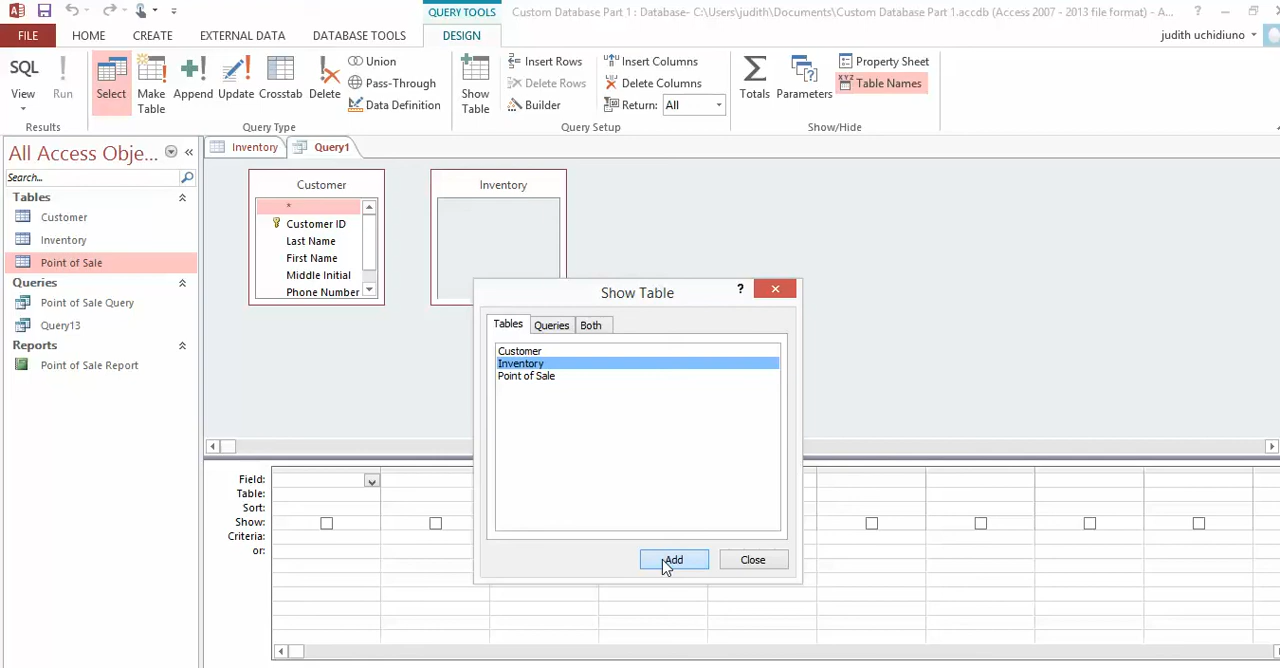 QUERY TOOLS
Custom Database Part 1 : Database- C:\Users\judith\Documents\Custom Database Part 1.accdb (Access 2007 - 2013 file format) - A...
?
FILE HOME CREATE EXTERNAL DATA DATABASE TOOLS DESIGN
judith uchidiuno
SQL
View
Run
Results
Select
Make
Table
Append
Update
Crosstab
Delete
Union
Pass-Through
Data Definition
Query Type
Show
Table
Insert Rows
Delete Rows
Builder
Insert Columns
Delete Columns
Return: All
Query Setup
Totals
Parameters
Property Sheet
XYZ Table Names
Show/Hide
All Access Obje...
Search...
Tables
Customer
Inventory
Point of Sale
Queries
Point of Sale Query
Query13
Reports
Point of Sale Report
Inventory
Query1
Customer
*
Customer ID
Last Name
First Name
Middle Initial
Phone Number
Inventory
Show Table
?
Tables Queries Both
Customer
Inventory
Point of Sale
Add Close
Field:
Table:
Sort:
Show:
Criteria:
or: